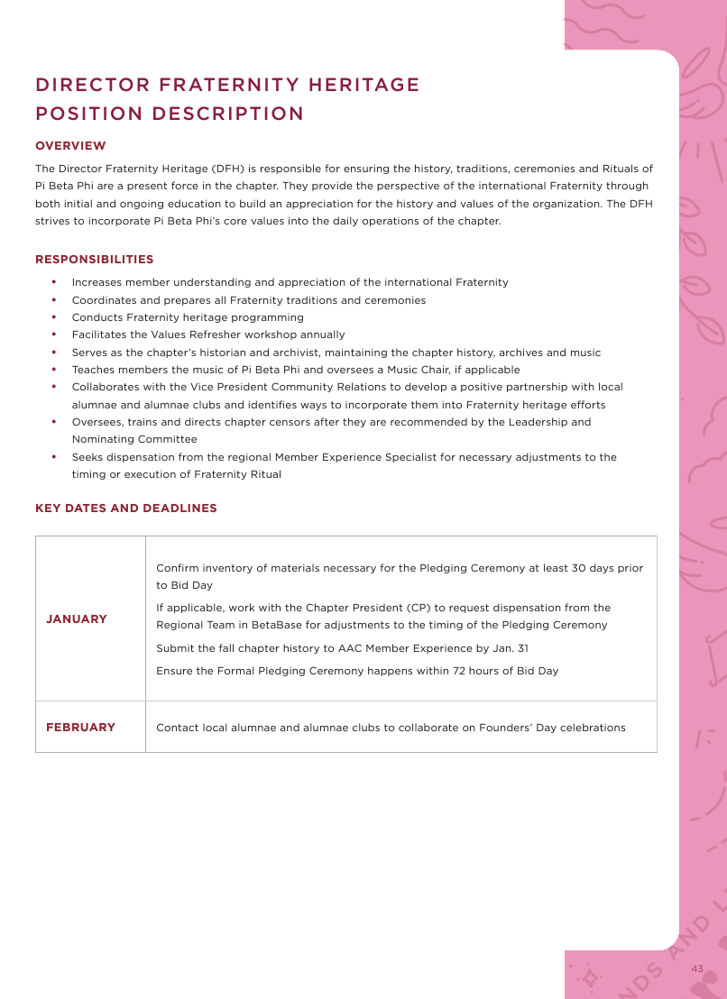 DIRECTOR FRATERNITY HERITAGE
POSITION DESCRIPTION
OVERVIEW
The Director Fraternity Heritage (DFH) is responsible for ensuring the history, traditions, ceremonies and Rituals of
Pi Beta Phi are a present force in the chapter. They provide the perspective of the international Fraternity through
both initial and ongoing education to build an appreciation for the history and values of the organization. The DFH
strives to incorporate Pi Beta Phi’s core values into the daily operations of the chapter.
RESPONSIBILITIES
• Increases member understanding and appreciation of the international Fraternity
• Coordinates and prepares all Fraternity traditions and ceremonies
• Conducts Fraternity heritage programming
• Facilitates the Values Refresher workshop annually
• Serves as the chapter’s historian and archivist, maintaining the chapter history, archives and music
• Teaches members the music of Pi Beta Phi and oversees a Music Chair, if applicable
• Collaborates with the Vice President Community Relations to develop a positive partnership with local
alumnae and alumnae clubs and identifies ways to incorporate them into Fraternity heritage efforts
• Oversees, trains and directs chapter censors after they are recommended by the Leadership and
Nominating Committee
• Seeks dispensation from the regional Member Experience Specialist for necessary adjustments to the
timing or execution of Fraternity Ritual
KEY DATES AND DEADLINES
JANUARY
Confirm inventory of materials necessary for the Pledging Ceremony at least 30 days prior
to Bid Day
If applicable, work with the Chapter President (CP) to request dispensation from the
Regional Team in BetaBase for adjustments to the timing of the Pledging Ceremony
Submit the fall chapter history to AAC Member Experience by Jan. 31
Ensure the Formal Pledging Ceremony happens within 72 hours of Bid Day
FEBRUARY
Contact local alumnae and alumnae clubs to collaborate on Founders’ Day celebrations
AND
43